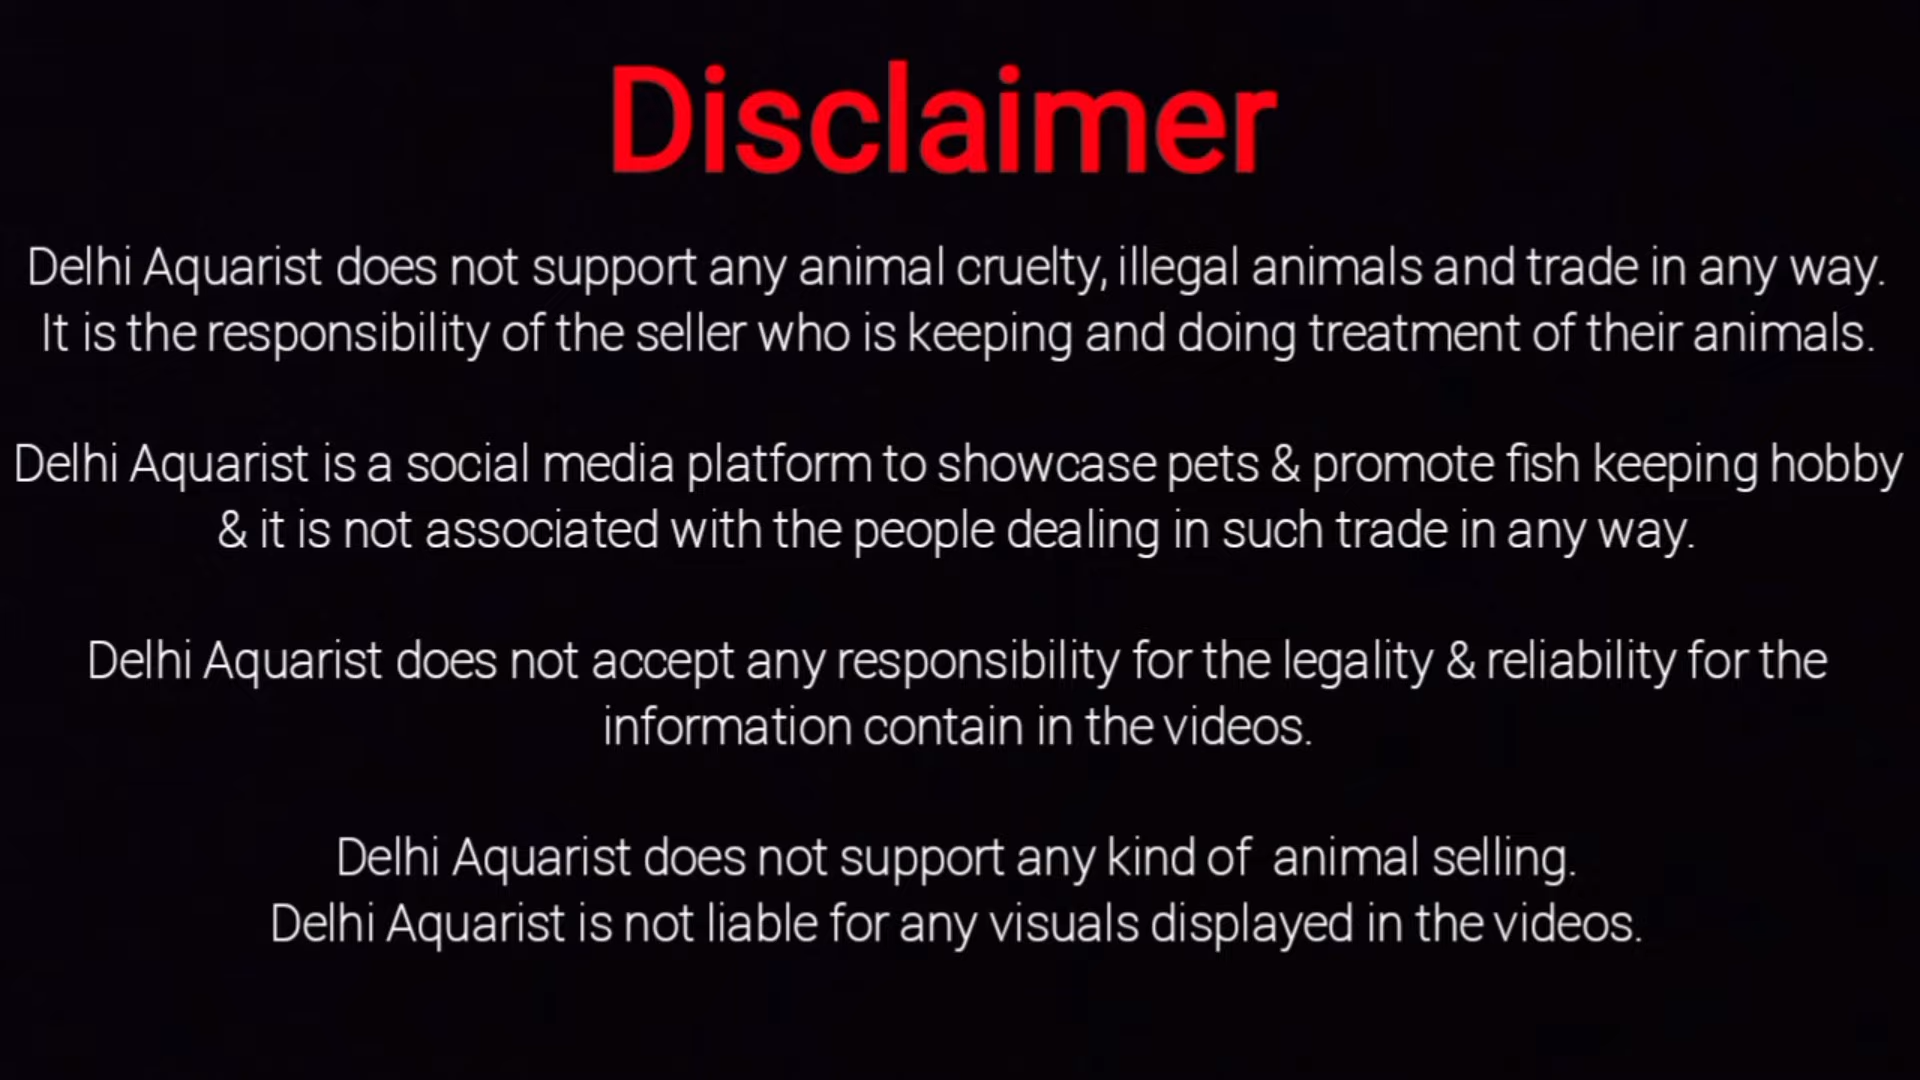 Disclaimer
Delhi Aquarist does not support any animal cruelty, illegal animals and trade in any way.
It is the responsibility of the seller who is keeping and doing treatment of their animals.
Delhi Aquarist is a social media platform to showcase pets & promote fish keeping hobby
& it is not associated with the people dealing in such trade in any way.
Delhi Aquarist does not accept any responsibility for the legality & reliability for the
information contain in the videos.
Delhi Aquarist does not support any kind of  animal selling.
Delhi Aquarist is not liable for any visuals displayed in the videos.